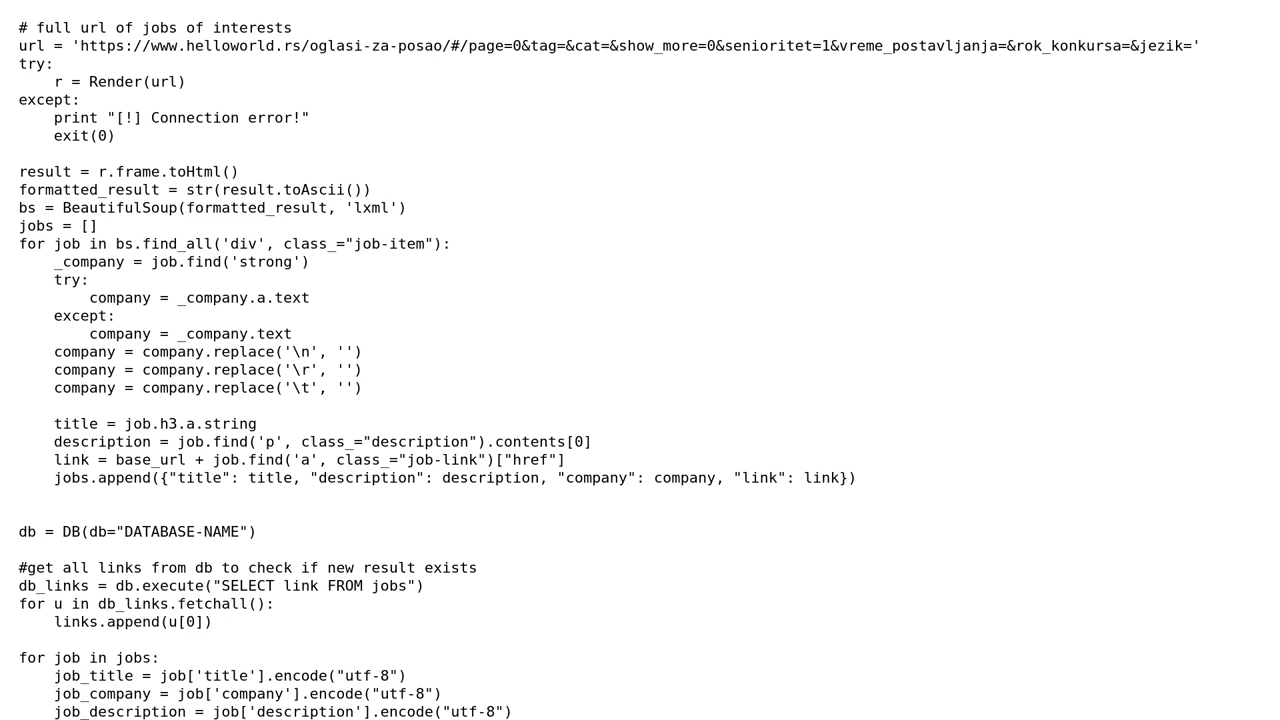 # full url of jobs of interests
url = 'https://www.helloworld.rs/oglasi-za-posao/#/page=0&tag=&cat=&show_more=0&senioritet=1&vreme_postavljanja=&rok_konkursa=&jezik='
try:
    r = Render(url)
except:
    print "[!] Connection error!"
    exit(0)

result = r.frame.toHtml()
formatted_result = str(result.toAscii())
bs = BeautifulSoup(formatted_result, 'lxml')
jobs = []
for job in bs.find_all('div', class_="job-item"):
    _company = job.find('strong')
    try:
        company = _company.a.text
    except:
        company = _company.text
    company = company.replace('\n', '')
    company = company.replace('\r', '')
    company = company.replace('\t', '')

    title = job.h3.a.string
    description = job.find('p', class_="description").contents[0]
    link = base_url + job.find('a', class_="job-link")["href"]
    jobs.append({"title": title, "description": description, "company": company, "link": link})


db = DB(db="DATABASE-NAME")

#get all links from db to check if new result exists
db_links = db.execute("SELECT link FROM jobs")
for u in db_links.fetchall():
    links.append(u[0])

for job in jobs:
    job_title = job['title'].encode("utf-8")
    job_company = job['company'].encode("utf-8")
    job_description = job['description'].encode("utf-8")